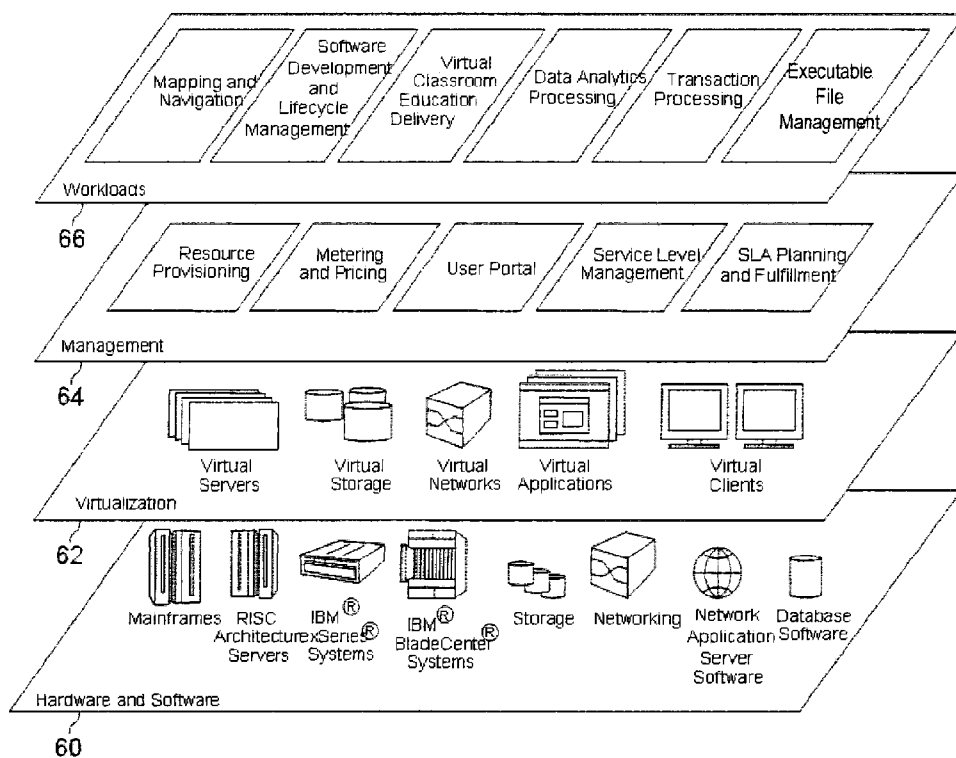 Mapping and
Navigation
Software
Development
and
Lifecycle
Management
Virtual
Classroom
Education
Delivery
Data Analytics
Processing
Transaction
Processing
Executable
File
Management
Workloads
66
Resource
Provisioning
Metering
and Pricing
User Portal
Service Level
Management
SLA Planning
and Fulfillment
Management
64
Virtual
Servers
Virtual
Storage
Virtual
Networks
Virtual
Applications
Virtual
Clients
Virtualization
62
Mainframes
RISC
Architecture
Servers
IBM ®
xSeries ®
Systems
IBM ®
BladeCenter ®
Systems
Storage
Networking
Network
Application
Server
Software
Database
Software
Hardware and Software
60